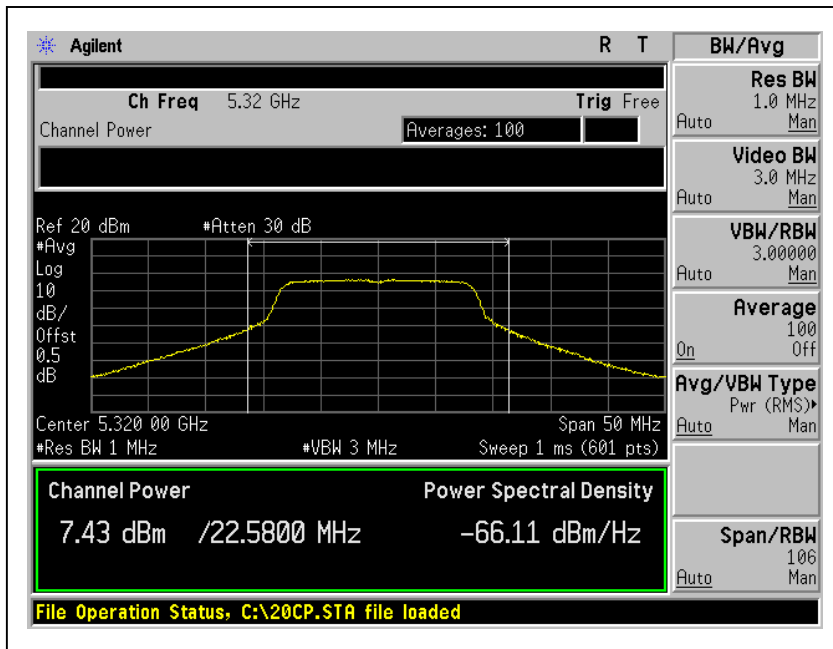 Agilent R T
Ch Freq 5.32 GHz Trig Free
Channel Power Averages: 100
Ref 20 dBm #Atten 30 dB
#Avg
Log
10
dB/
Offst
0.5
dB
Center 5.320 00 GHz Span 50 MHz
#Res BW 1 MHz #VBW 3 MHz Sweep 1 ms (601 pts)
Channel Power Power Spectral Density
7.43 dBm /22.5800 MHz -66.11 dBm/Hz
File Operation Status, C:\20CP.STA file loaded
BW/Avg
Res BW
1.0 MHz
Auto Man
Video BW
3.0 MHz
Auto Man
VBW/RBW
3.00000
Auto Man
Average
100
On Off
Avg/VBW Type
Pwr (RMS)▸
Auto Man
Span/RBW
106
Auto Man